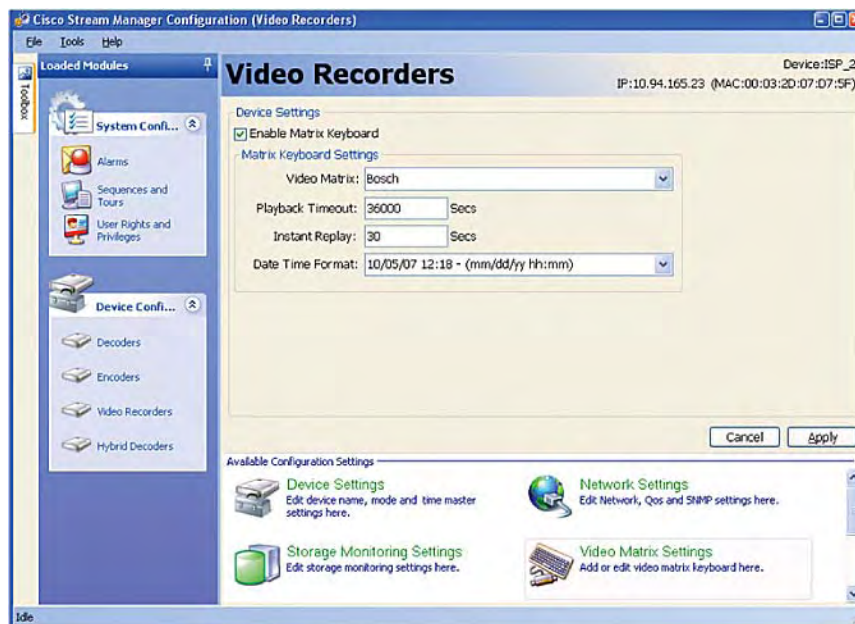 Cisco Stream Manager Configuration (Video Recorders)
File Tools Help
Toolbox
Loaded Modules
System Confi...
Alarms
Sequences and
Tours
User Rights and
Privileges
Device Confi...
Decoders
Encoders
Video Recorders
Hybrid Decoders
Video Recorders
Device:ISP_2
IP:10.94.165.23 (MAC:00:03:2D:07:D7:5F)
Device Settings
Enable Matrix Keyboard
Matrix Keyboard Settings
Video Matrix: Bosch
Playback Timeout: 36000 Secs
Instant Replay: 30 Secs
Date Time Format: 10/05/07 12:18 - (mm/dd/yy hh:mm)
Cancel Apply
Available Configuration Settings
Device Settings
Edit device name, mode and time master
settings here.
Network Settings
Edit Network, Qos and SNMP settings here.
Storage Monitoring Settings
Edit storage monitoring settings here.
Video Matrix Settings
Add or edit video matrix keyboard here.
Idle